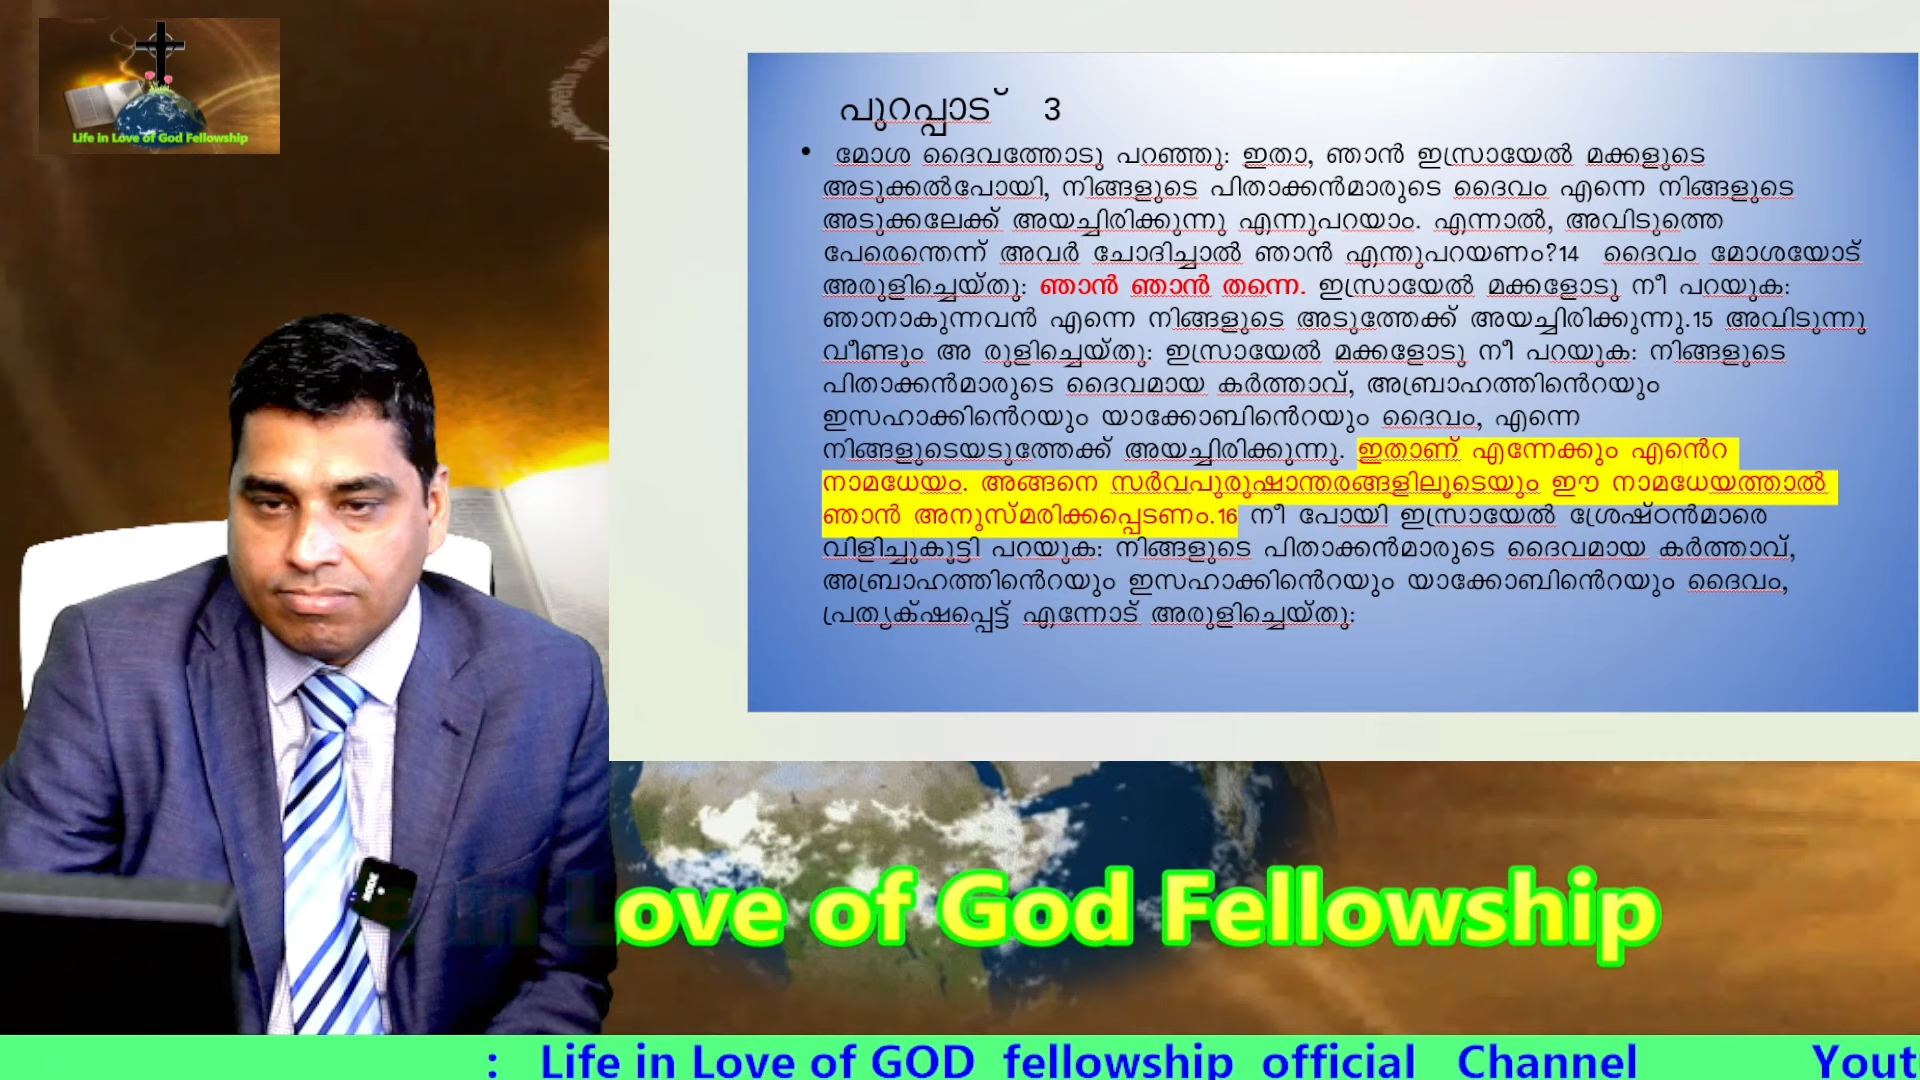 Life in Love of God Fellowship
പുറപ്പാട് 3
• മോശ ദൈവത്തോടു പറഞ്ഞു: ഇതാ, ഞാൻ ഇസ്രായേൽ മക്കളുടെ
അടുക്കൽപോയി, നിങ്ങളുടെ പിതാക്കൻമാരുടെ ദൈവം എന്നെ നിങ്ങളുടെ
അടുക്കലേക്ക് അയച്ചിരിക്കുന്നു എന്നുപറയാം. എന്നാൽ, അവിടുത്തെ
പേരെന്തെന്ന് അവർ ചോദിച്ചാൽ ഞാൻ എന്തുപറയണം?14 ദൈവം മോശയോട്
അരുളിച്ചെയ്തു: ഞാൻ ഞാൻ തന്നെ. ഇസ്രായേൽ മക്കളോടു നീ പറയുക:
ഞാനാകുന്നവൻ എന്നെ നിങ്ങളുടെ അടുത്തേക്ക് അയച്ചിരിക്കുന്നു.15 അവിടുന്നു
വീണ്ടും അ രുളിച്ചെയ്തു: ഇസ്രായേൽ മക്കളോടു നീ പറയുക: നിങ്ങളുടെ
പിതാക്കൻമാരുടെ ദൈവമായ കർത്താവ്, അബ്രാഹത്തിൻെറയും
ഇസഹാക്കിൻെറയും യാക്കോബിൻെറയും ദൈവം, എന്നെ
നിങ്ങളുടെയടുത്തേക്ക് അയച്ചിരിക്കുന്നു. ഇതാണ് എന്നേക്കും എൻെറ
നാമധേയം. അങ്ങനെ സർവപുരുഷാന്തരങ്ങളിലൂടെയും ഈ നാമധേയത്താൽ
ഞാൻ അനുസ്മരിക്കപ്പെടണം.16 നീ പോയി ഇസ്രായേൽ ശ്രേഷ്ഠൻമാരെ
വിളിച്ചുകൂട്ടി പറയുക: നിങ്ങളുടെ പിതാക്കൻമാരുടെ ദൈവമായ കർത്താവ്,
അബ്രാഹത്തിൻെറയും ഇസഹാക്കിൻെറയും യാക്കോബിൻെറയും ദൈവം,
പ്രത്യക്ഷപ്പെട്ട് എന്നോട് അരുളിച്ചെയ്തു:
in Love of God Fellowship
: Life in Love of GOD fellowship official Channel Yout